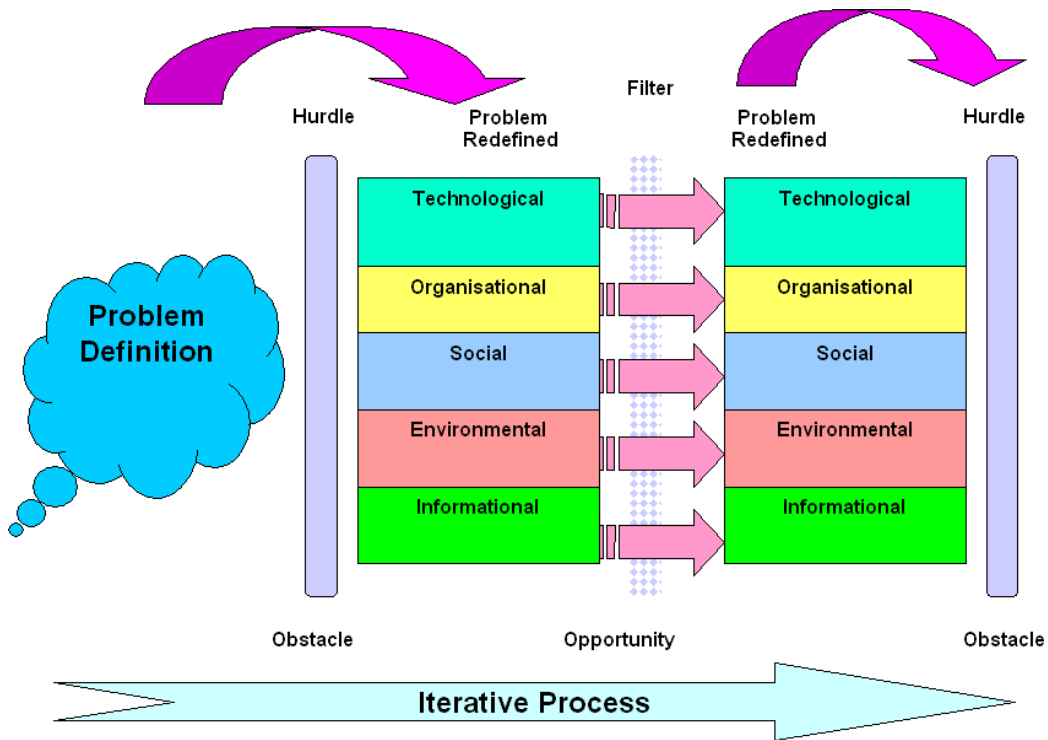 Filter
Hurdle
Problem
Redefined
Problem
Redefined
Hurdle
Technological
Technological
Organisational
Organisational
Problem
Definition
Social
Social
Environmental
Environmental
Informational
Informational
Obstacle
Opportunity
Obstacle
Iterative Process